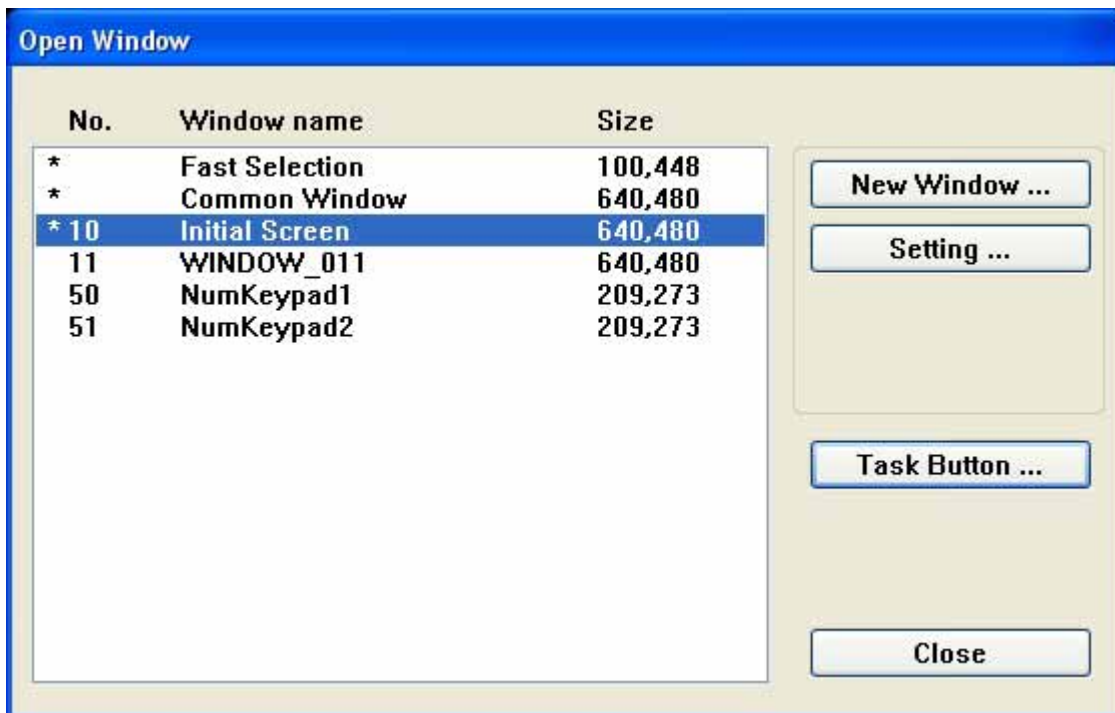 Open Window
No. Window name Size
* Fast Selection 100,448
* Common Window 640,480
* 10 Initial Screen 640,480
11 WINDOW_011 640,480
50 NumKeypad1 209,273
51 NumKeypad2 209,273
New Window ...
Setting ...
Task Button ...
Close